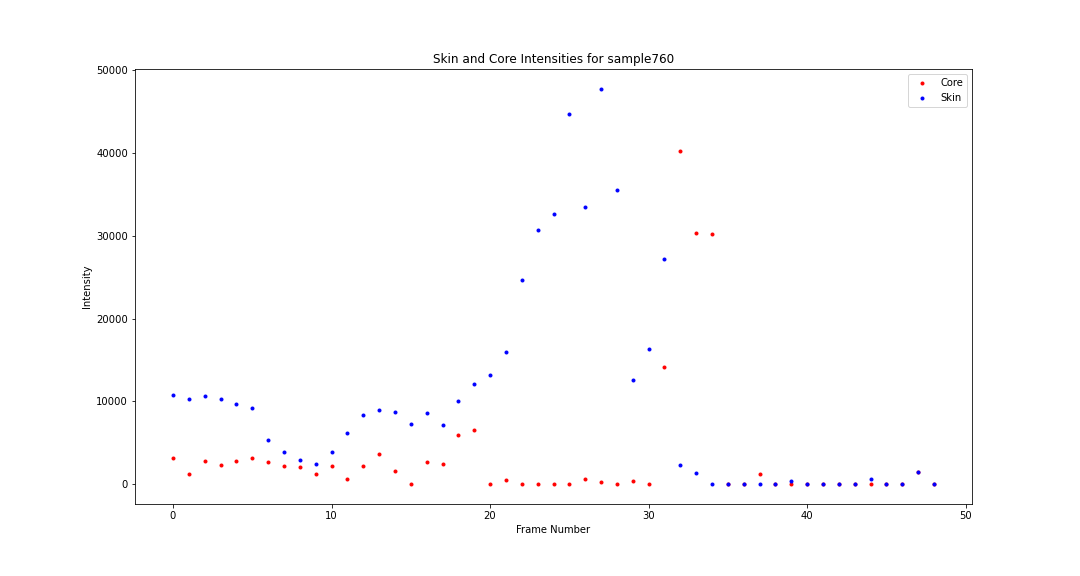 Skin and Core Intensities for sample760
50000
40000
30000
20000
10000
0
Intensity
Core
Skin
0 10 20 30 40 50
Frame Number